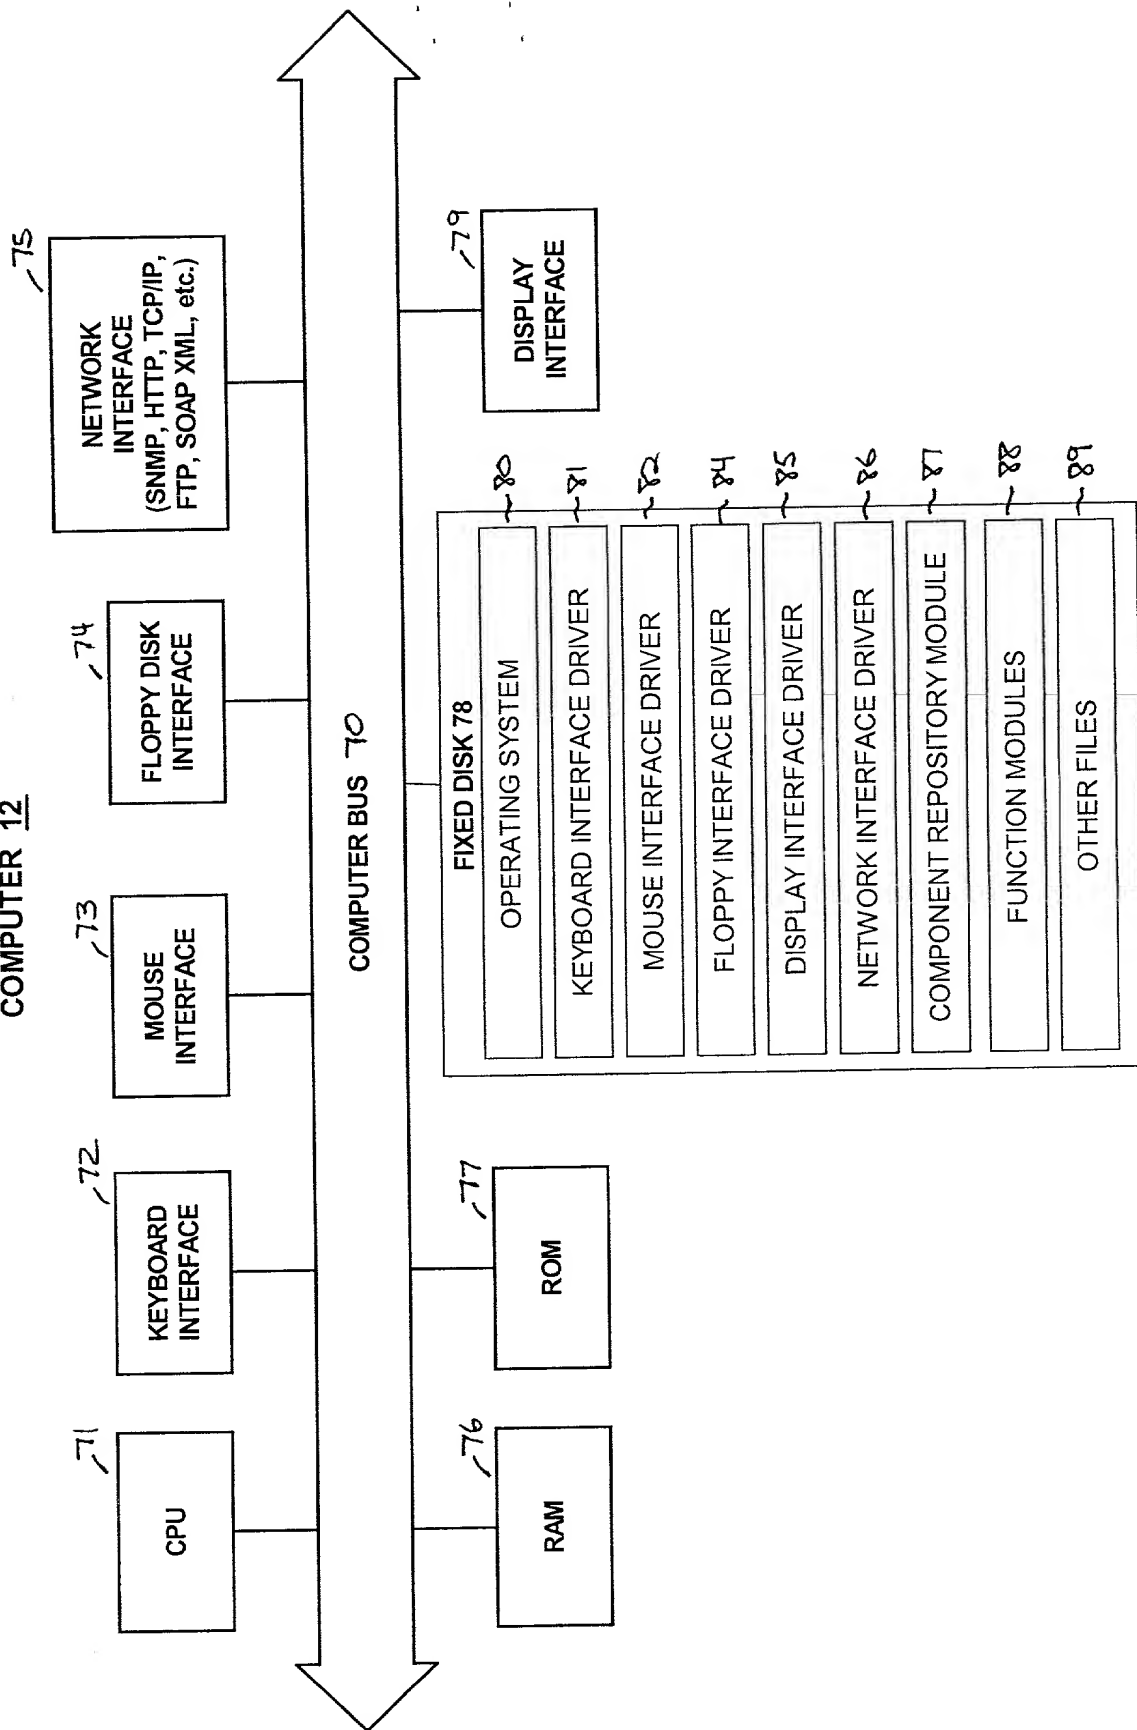 COMPUTER 12
71
CPU
72
KEYBOARD
INTERFACE
73
MOUSE
INTERFACE
74
FLOPPY DISK
INTERFACE
75
NETWORK
INTERFACE
(SNMP, HTTP, TCP/IP,
FTP, SOAP XML, etc.)
COMPUTER BUS 70
76
RAM
77
ROM
FIXED DISK 78
OPERATING SYSTEM
80
KEYBOARD INTERFACE DRIVER
81
MOUSE INTERFACE DRIVER
82
FLOPPY INTERFACE DRIVER
84
DISPLAY INTERFACE DRIVER
85
NETWORK INTERFACE DRIVER
86
COMPONENT REPOSITORY MODULE
87
FUNCTION MODULES
88
OTHER FILES
89
79
DISPLAY
INTERFACE